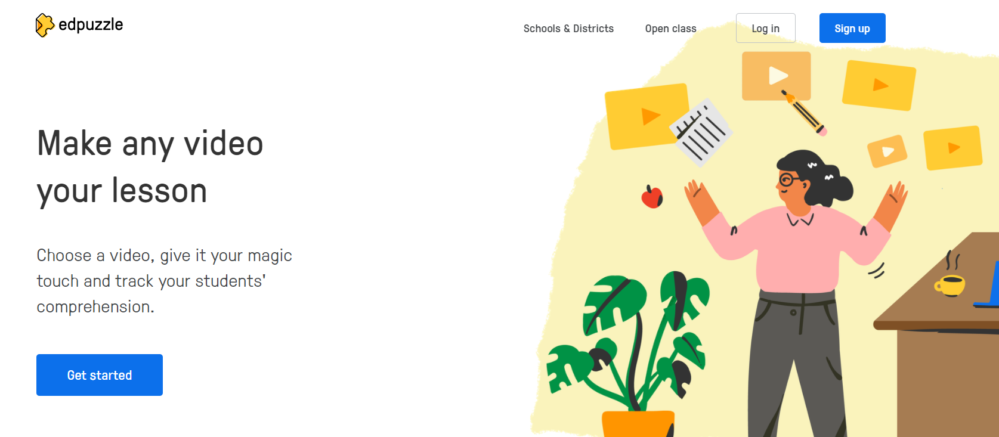 edpuzzle
Schools & Districts
Open class
Log in
Sign up
Make any video
your lesson
Choose a video, give it your magic
touch and track your students'
comprehension.
Get started